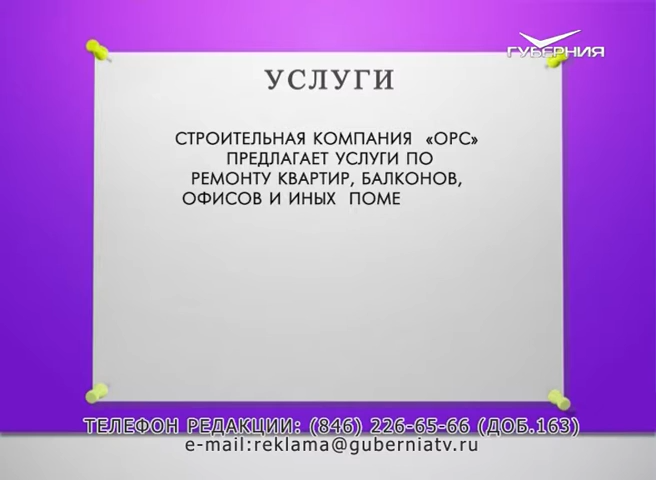 ГУБЕРНИЯ
УСЛУГИ
СТРОИТЕЛЬНАЯ КОМПАНИЯ «ОРС»
ПРЕДЛАГАЕТ УСЛУГИ ПО
РЕМОНТУ КВАРТИР, БАЛКОНОВ,
ОФИСОВ И ИНЫХ ПОМЕ
ТЕЛЕФОН РЕДАКЦИИ: (846) 226-65-66 (ДОБ.163)
e-mail:reklama@guberniatv.ru